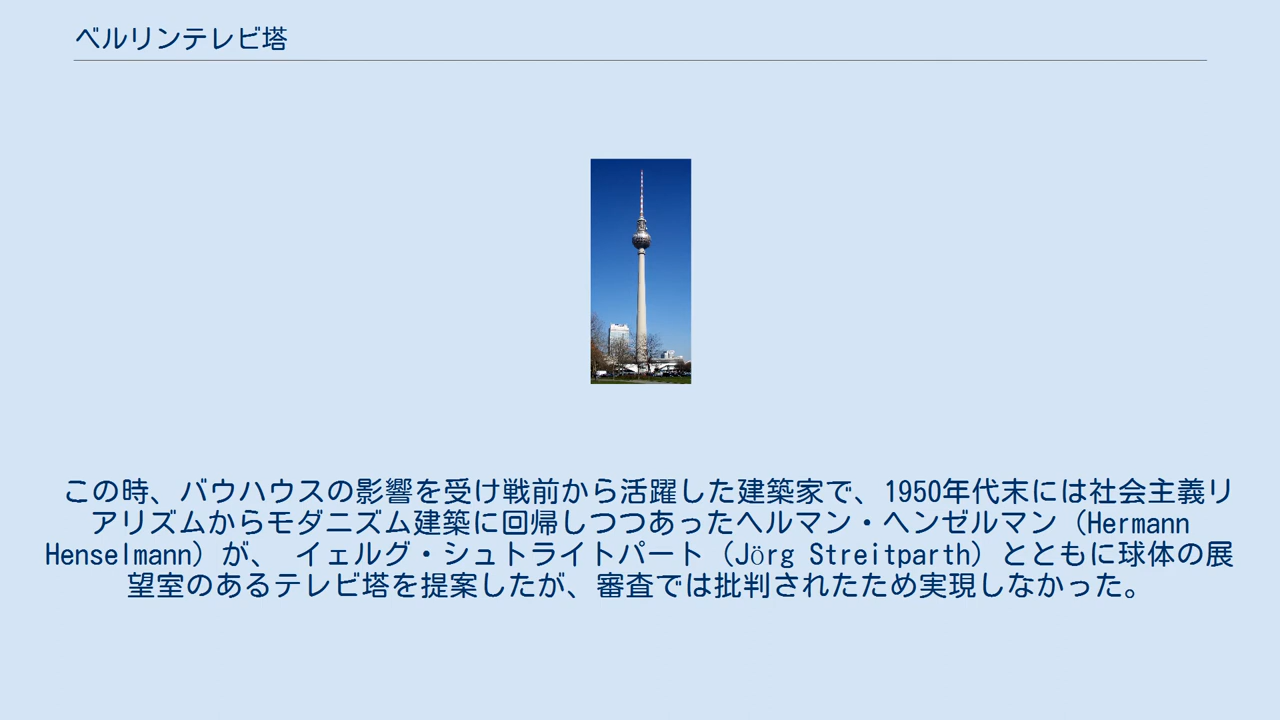 ベルリンテレビ塔
この時、バウハウスの影響を受け戦前から活躍した建築家で、1950年代末には社会主義リ
アリズムからモダニズム建築に回帰しつつあったヘルマン・ヘンゼルマン（Hermann
Henselmann）が、 イェルグ・シュトライトパート（Jörg Streitparth）とともに球体の展
望室のあるテレビ塔を提案したが、審査では批判されたため実現しなかった。